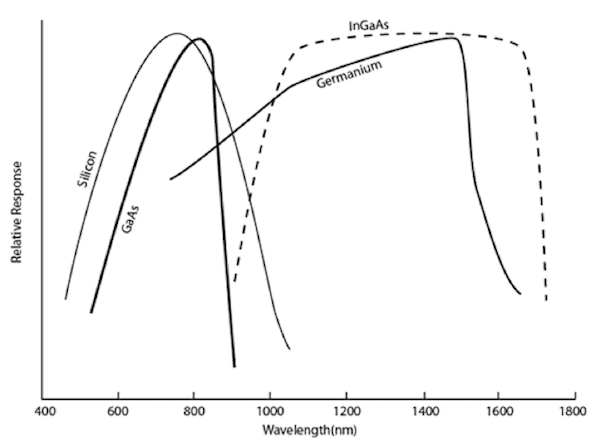 InGaAs
Germanium
Silicon
GaAs
Relative Response
400 600 800 1000 1200 1400 1600 1800
Wavelength(nm)